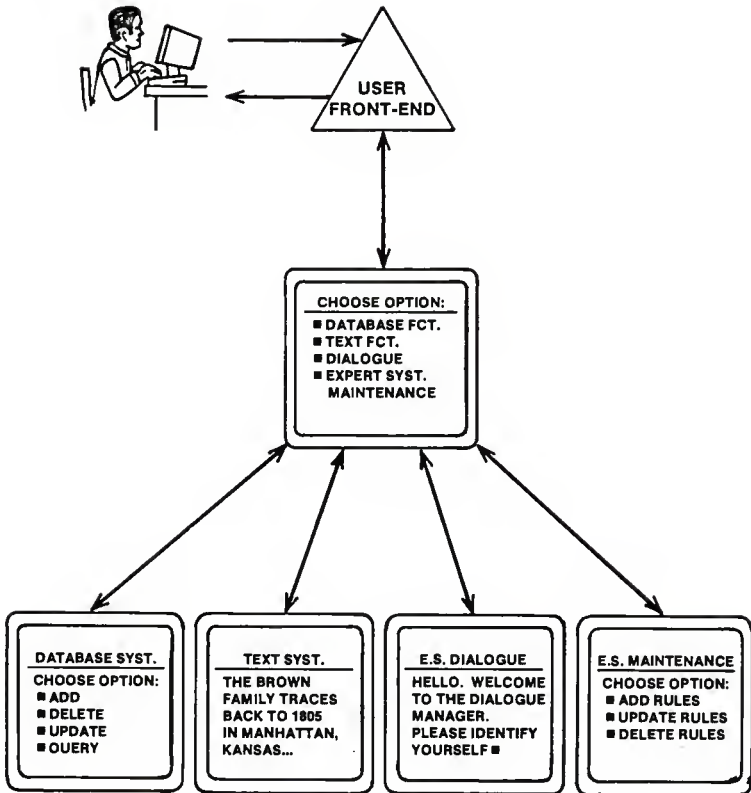 USER
FRONT-END
CHOOSE OPTION:
■ DATABASE FCT.
■ TEXT FCT.
■ DIALOGUE
■ EXPERT SYST.
MAINTENANCE
DATABASE SYST.
CHOOSE OPTION:
■ ADD
■ DELETE
■ UPDATE
■ OUERY
TEXT SYST.
THE BROWN
FAMILY TRACES
BACK TO 1805
IN MANHATTAN,
KANSAS...
E.S. DIALOGUE
HELLO. WELCOME
TO THE DIALOGUE
MANAGER.
PLEASE IDENTIFY
YOURSELF ■
E.S. MAINTENANCE
CHOOSE OPTION:
■ ADD RULES
■ UPDATE RULES
■ DELETE RULES